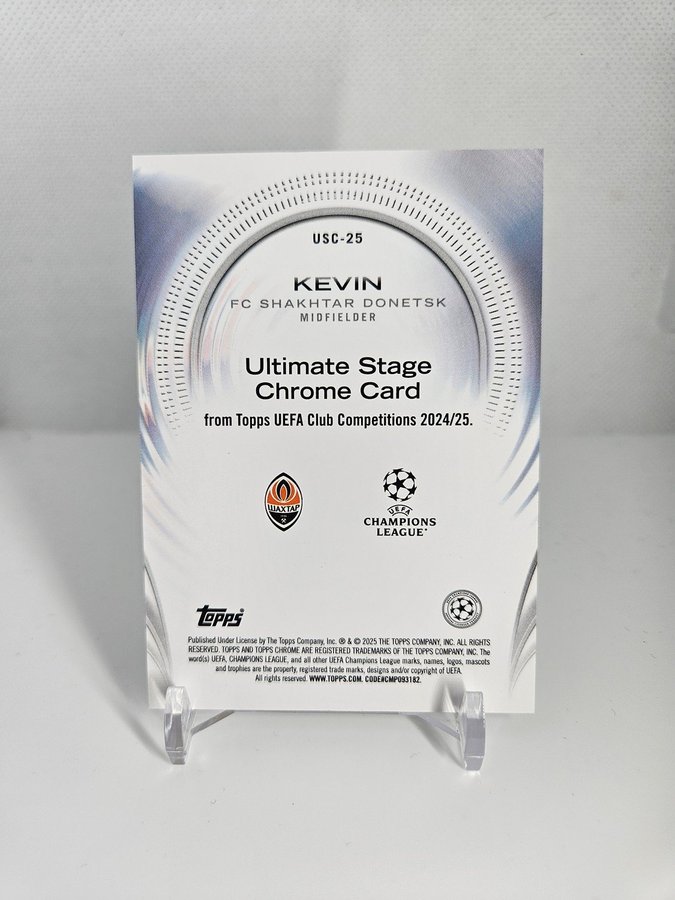 USC-25
KEVIN
FC SHAKHTAR DONETSK
MIDFIELDER
Ultimate Stage
Chrome Card
from Topps UEFA Club Competitions 2024/25.
ШАХТАР
UEFA
CHAMPIONS
LEAGUE®
Topps®
Published Under License by The Topps Company, Inc. ® & © 2025 THE TOPPS COMPANY, INC. ALL RIGHTS
RESERVED. TOPPS AND TOPPS CHROME ARE REGISTERED TRADEMARKS OF THE TOPPS COMPANY, INC. The
word(s) UEFA, CHAMPIONS LEAGUE, and all other UEFA Champions League marks, names, logos, mascots
and trophies are the property, registered trade marks, designs and/or copyright of UEFA.
All rights reserved. WWW.TOPPS.COM. CODE#CMP093182.